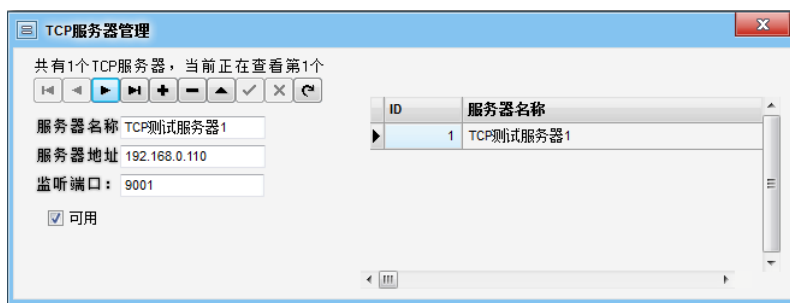 TCP服务器管理
共有1个TCP服务器，当前正在查看第1个
服务器名称 TCP测试服务器1
服务器地址 192.168.0.110
监听端口： 9001
可用
ID 服务器名称
1 TCP测试服务器1